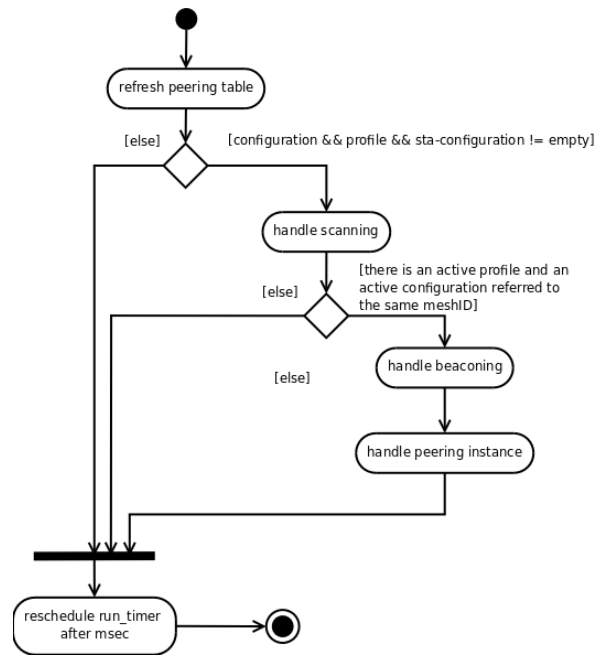 refresh peering table
[else]
[configuration && profile && sta-configuration != empty]
handle scanning
[there is an active profile and an
active configuration referred to
the same meshID]
[else]
handle beaconing
[else]
handle peering instance
reschedule run_timer
after msec